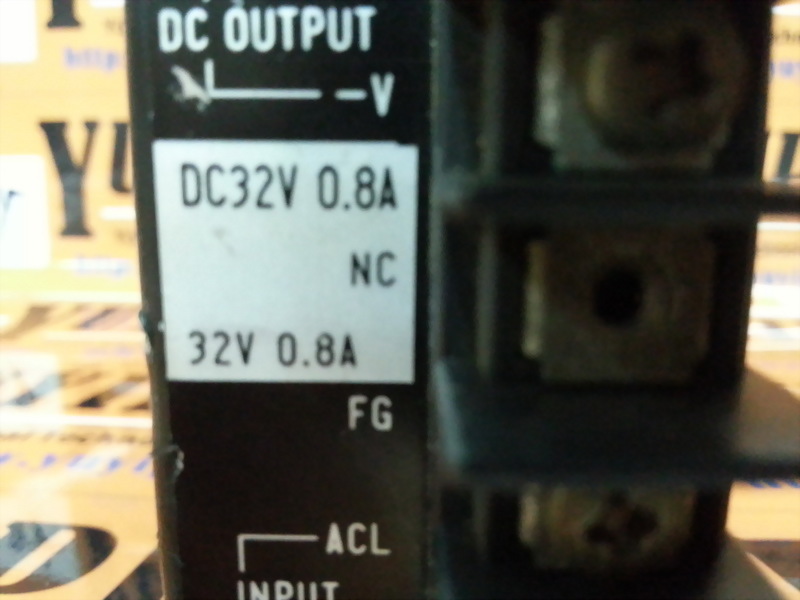 DC OUTPUT
-V
DC32V 0.8A
NC
32V 0.8A
FG
ACL
INPUT